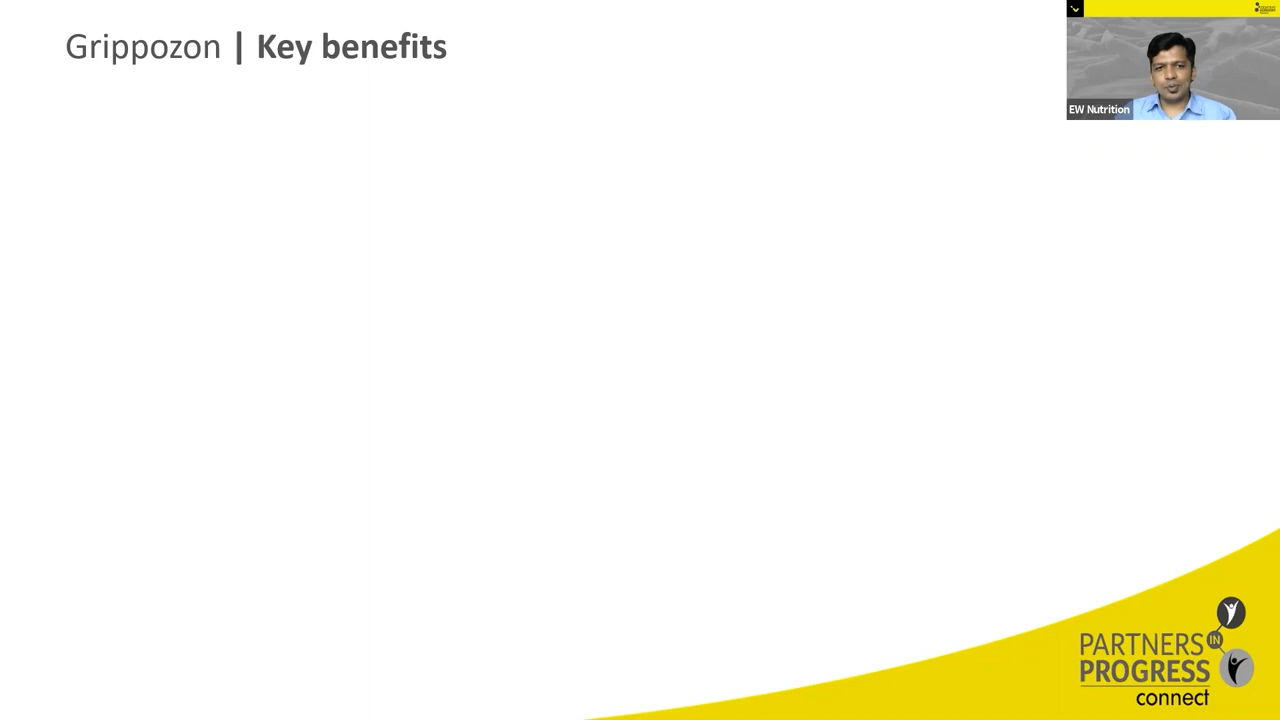 Grippozon | Key benefits
EW Nutrition
PARTNERS
IN
PROGRESS
connect